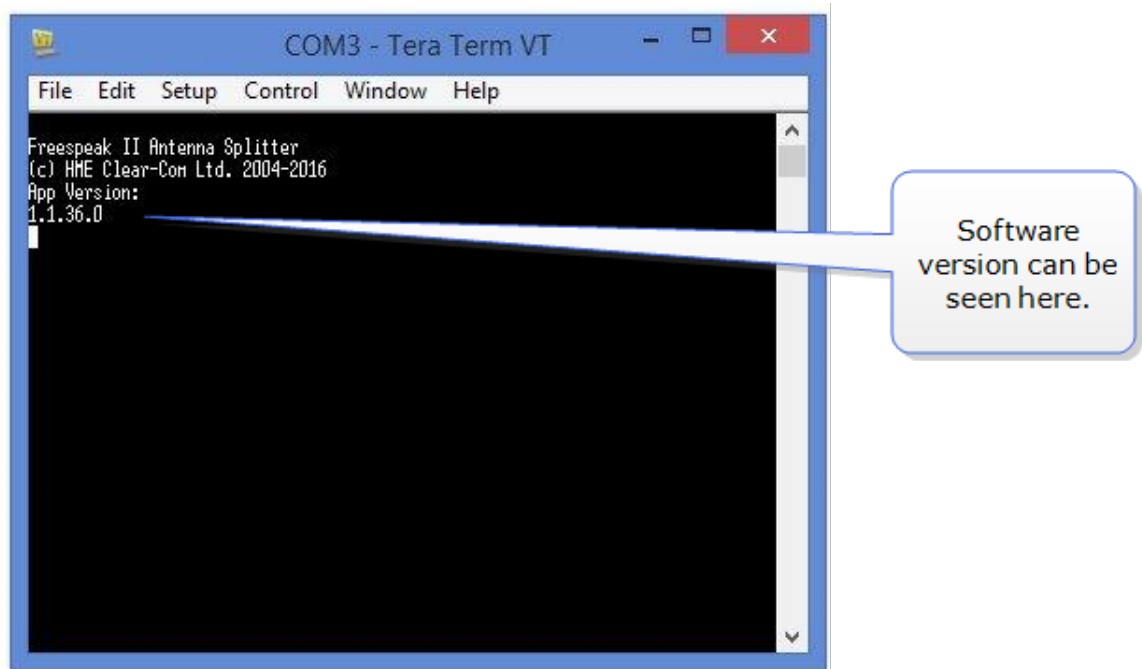 COM3 - Tera Term VT
File Edit Setup Control Window Help
Freespeak II Antenna Splitter
(c) HME Clear-Com Ltd. 2004-2016
App Version:
1.1.36.0
Software
version can be
seen here.